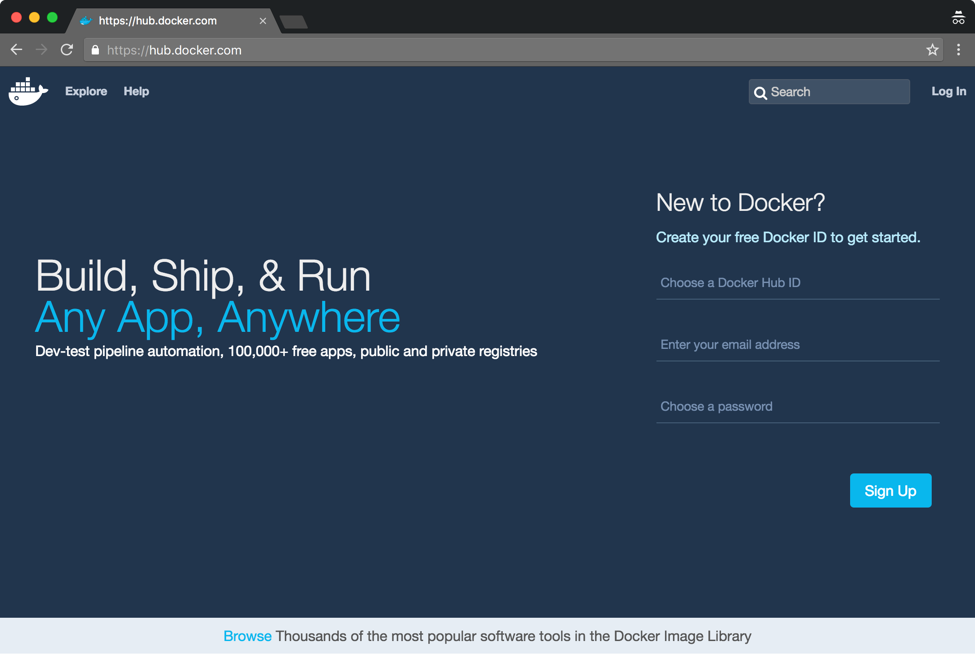 https://hub.docker.com
https://hub.docker.com
Explore Help Search Log In
New to Docker?
Create your free Docker ID to get started.
Choose a Docker Hub ID
Enter your email address
Choose a password
Sign Up
Build, Ship, & Run
Any App, Anywhere
Dev-test pipeline automation, 100,000+ free apps, public and private registries
Browse Thousands of the most popular software tools in the Docker Image Library